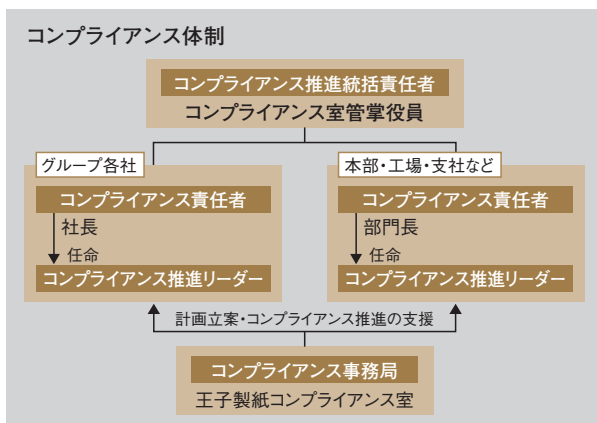 コンプライアンス体制
コンプライアンス推進統括責任者
コンプライアンス室管掌役員
グループ各社
コンプライアンス責任者
社長
任命
コンプライアンス推進リーダー
本部・工場・支社など
コンプライアンス責任者
部門長
任命
コンプライアンス推進リーダー
計画立案・コンプライアンス推進の支援
コンプライアンス事務局
王子製紙コンプライアンス室